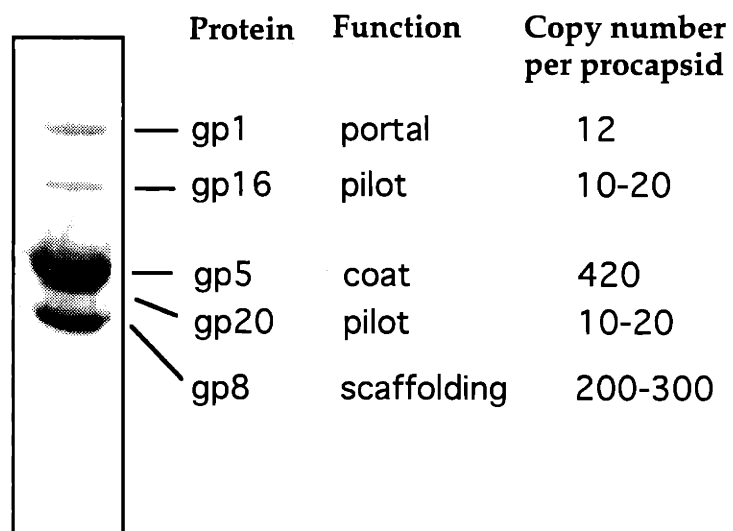 Protein Function Copy number
per procapsid
gp1 portal 12
gp16 pilot 10-20
gp5 coat 420
gp20 pilot 10-20
gp8 scaffolding 200-300